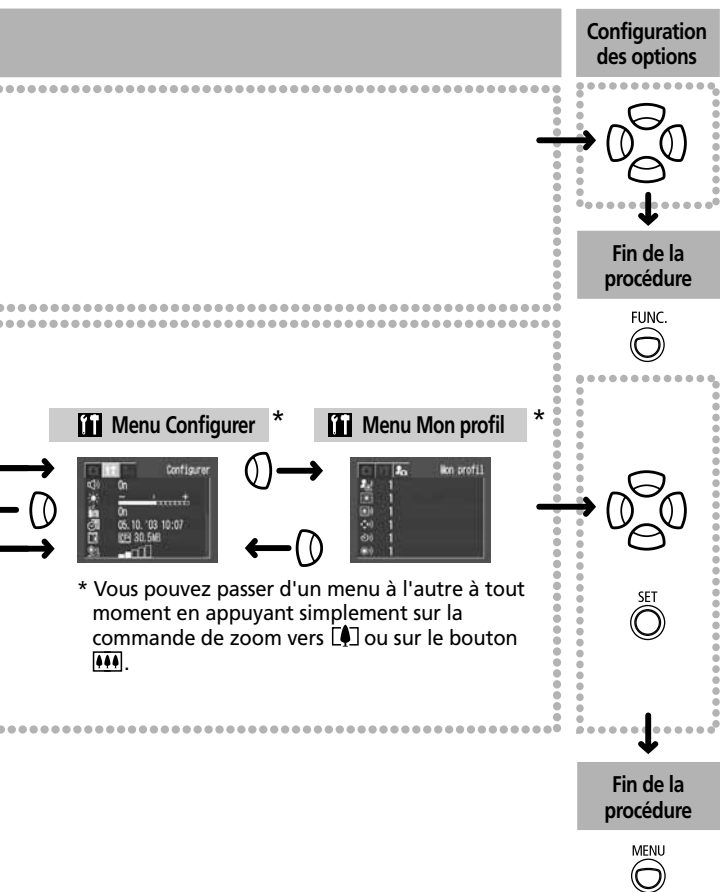 Configuration
des options
Fin de la
procédure
FUNC.
Menu Configurer *
Menu Mon profil *
Configurer
On
On
05.10.'03 10:07
CF 30.5MB
Mon profil
1
1
1
1
1
1
* Vous pouvez passer d'un menu à l'autre à tout
moment en appuyant simplement sur la
commande de zoom vers ou sur le bouton
.
SET
Fin de la
procédure
MENU